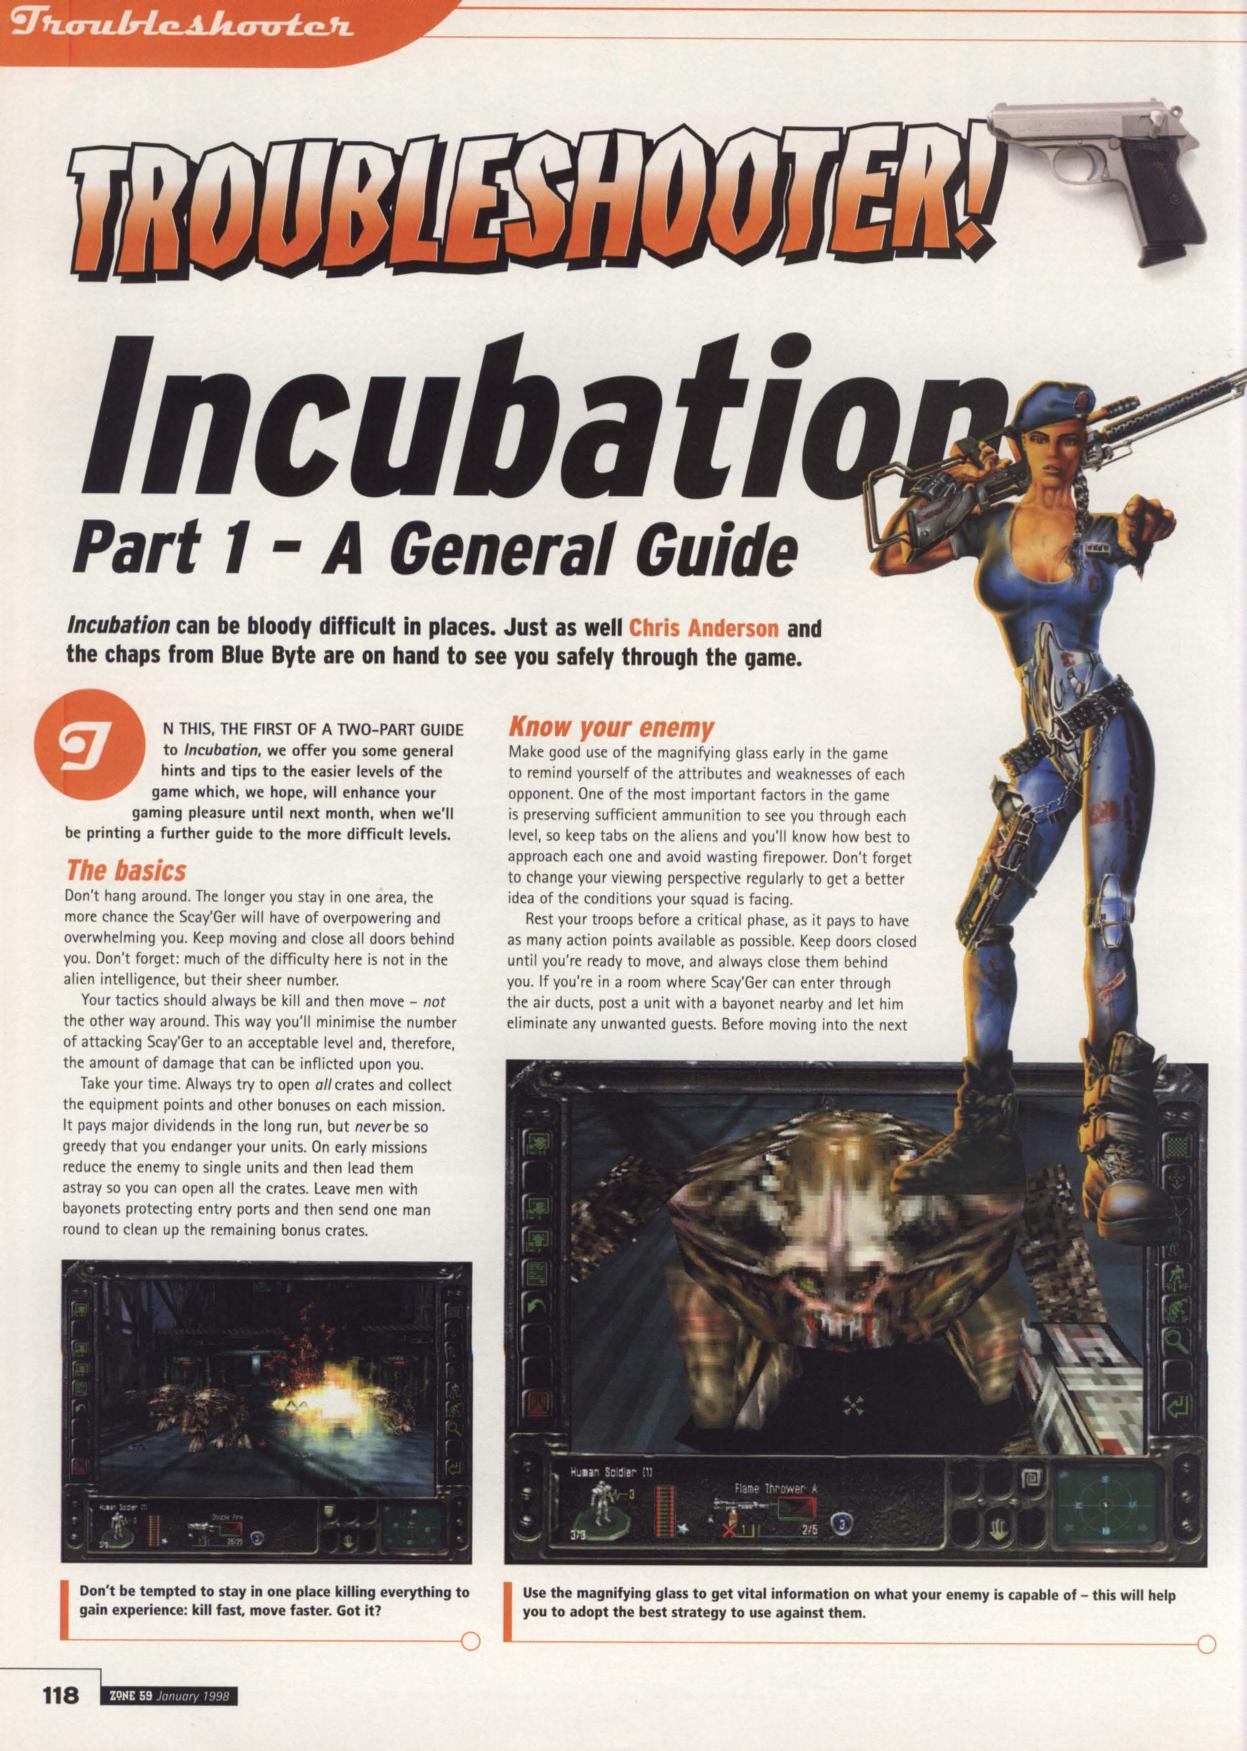 Troubleshooter
TROUBLESHOOTER!
Incubation
Part 1 – A General Guide
Incubation can be bloody difficult in places. Just as well Chris Anderson and
the chaps from Blue Byte are on hand to see you safely through the game.
I
N THIS, THE FIRST OF A TWO-PART GUIDE
to Incubation, we offer you some general
hints and tips to the easier levels of the
game which, we hope, will enhance your
gaming pleasure until next month, when we'll
be printing a further guide to the more difficult levels.
The basics
Don't hang around. The longer you stay in one area, the
more chance the Scay'Ger will have of overpowering and
overwhelming you. Keep moving and close all doors behind
you. Don't forget: much of the difficulty here is not in the
alien intelligence, but their sheer number.
Your tactics should always be kill and then move – not
the other way around. This way you'll minimise the number
of attacking Scay'Ger to an acceptable level and, therefore,
the amount of damage that can be inflicted upon you.
Take your time. Always try to open all crates and collect
the equipment points and other bonuses on each mission.
It pays major dividends in the long run, but never be so
greedy that you endanger your units. On early missions
reduce the enemy to single units and then lead them
astray so you can open all the crates. Leave men with
bayonets protecting entry ports and then send one man
round to clean up the remaining bonus crates.
Know your enemy
Make good use of the magnifying glass early in the game
to remind yourself of the attributes and weaknesses of each
opponent. One of the most important factors in the game
is preserving sufficient ammunition to see you through each
level, so keep tabs on the aliens and you'll know how best to
approach each one and avoid wasting firepower. Don't forget
to change your viewing perspective regularly to get a better
idea of the conditions your squad is facing.
Rest your troops before a critical phase, as it pays to have
as many action points available as possible. Keep doors closed
until you're ready to move, and always close them behind
you. If you're in a room where Scay'Ger can enter through
the air ducts, post a unit with a bayonet nearby and let him
eliminate any unwanted guests. Before moving into the next
Human Soldier (1)
Double Fire
3
3/3
1
25/25
Human Soldier (1)
Flame Thrower A
3
3/3
1
2/5
3
Don't be tempted to stay in one place killing everything to
gain experience: kill fast, move faster. Got it?
Use the magnifying glass to get vital information on what your enemy is capable of – this will help
you to adopt the best strategy to use against them.
118
ZONE 59 January 1998